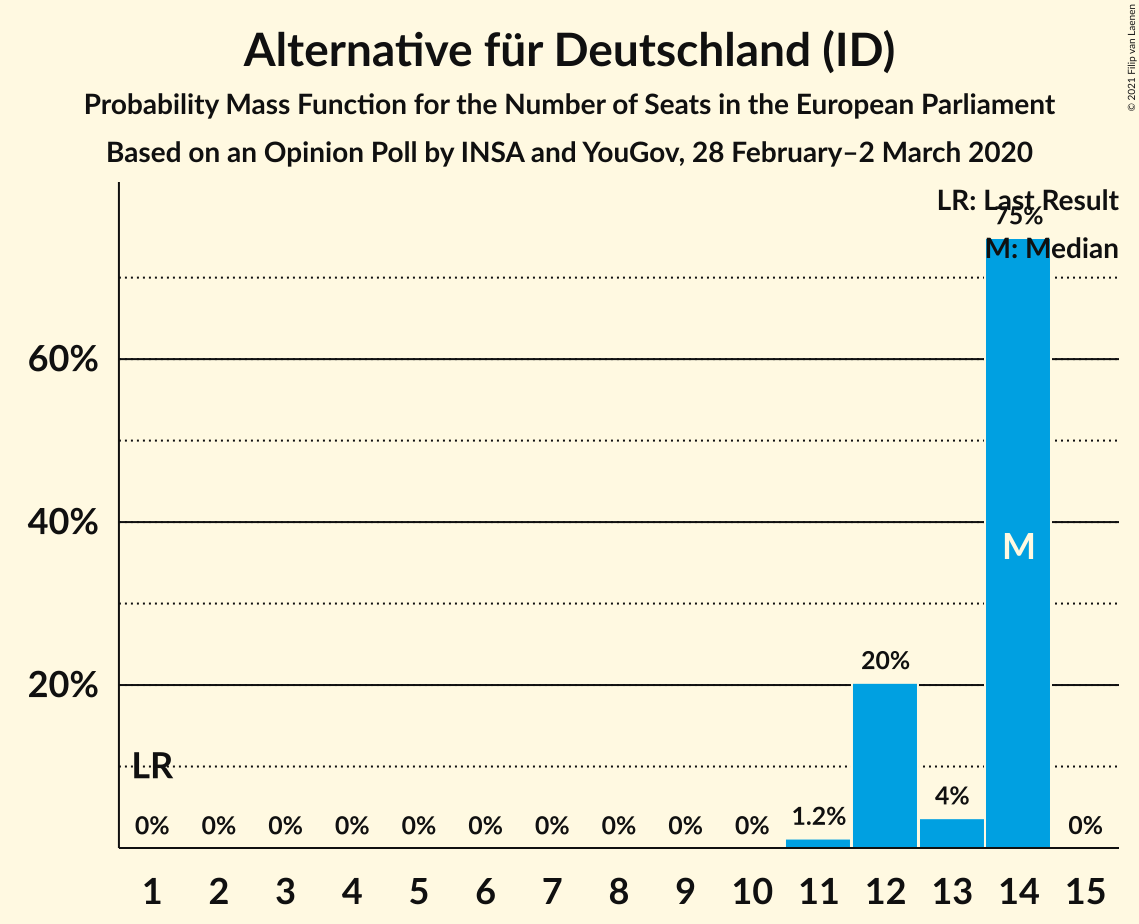 Alternative für Deutschland (ID)
Probability Mass Function for the Number of Seats in the European Parliament
Based on an Opinion Poll by INSA and YouGov, 28 February–2 March 2020
© 2021 Filip van Laenen
LR: Last Result
75%
M: Median
60%
40%
M
20%
20%
LR
4%
1.2%
0% 0% 0% 0% 0% 0% 0% 0% 0% 0% 0%
1 2 3 4 5 6 7 8 9 10 11 12 13 14 15